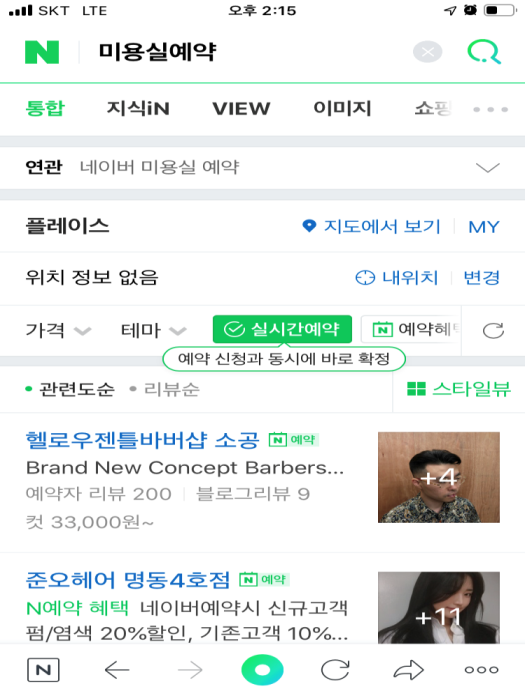 SKT LTE 오후 2:15
N 미용실예약
통합 지식iN VIEW 이미지 쇼핑
연관 네이버 미용실 예약
플레이스 지도에서 보기 MY
위치 정보 없음 내위치 변경
가격 테마 실시간예약 N 예약혜
예약 신청과 동시에 바로 확정
관련도순 리뷰순 스타일뷰
헬로우젠틀바버샵 소공 N 예약
Brand New Concept Barbers...
예약자 리뷰 200 블로그리뷰 9
컷 33,000원~
+4
준오헤어 명동4호점 N 예약
N예약 혜택 네이버예약시 신규고객
펌/염색 20%할인, 기존고객 10%...
+11
N